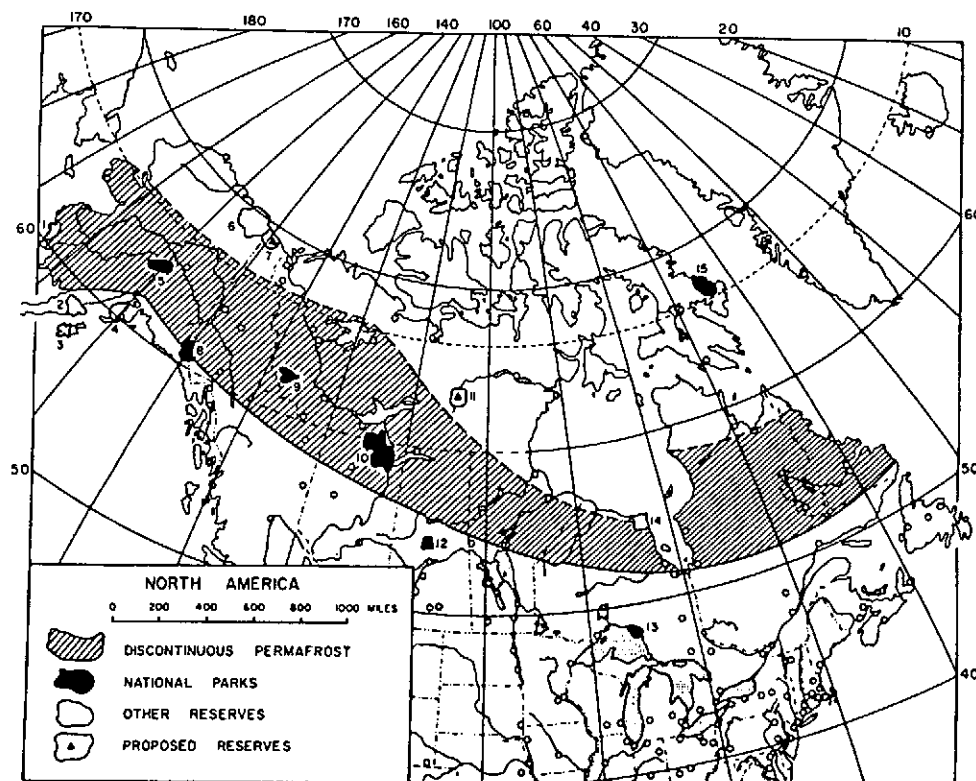 170 180 170 160 100 60 30 20 10
60
60
50
50
40
1
2
3
4
5
6
7
8
9
10
11
12
13
14
15
NORTH AMERICA
0 200 400 600 800 1000 MILES
DISCONTINUOUS PERMAFROST
NATIONAL PARKS
OTHER RESERVES
PROPOSED RESERVES